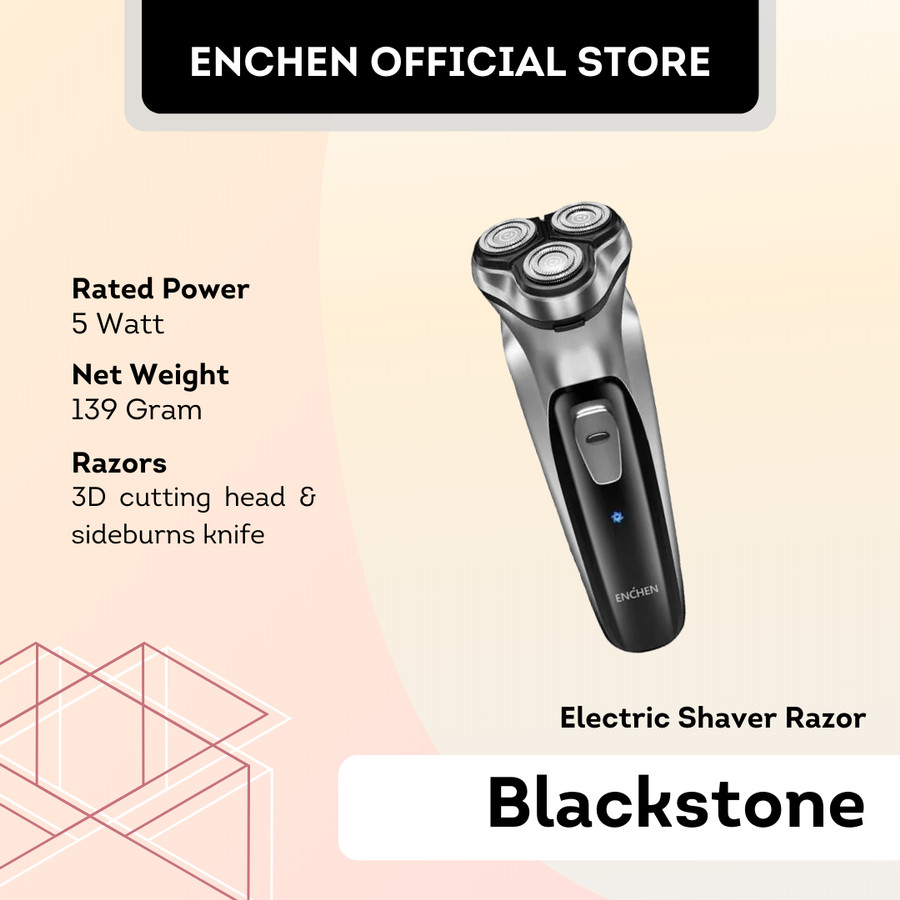 ENCHEN OFFICIAL STORE
Rated Power
5 Watt
Net Weight
139 Gram
Razors
3D cutting head &
sideburns knife
ENCHEN
Electric Shaver Razor
Blackstone